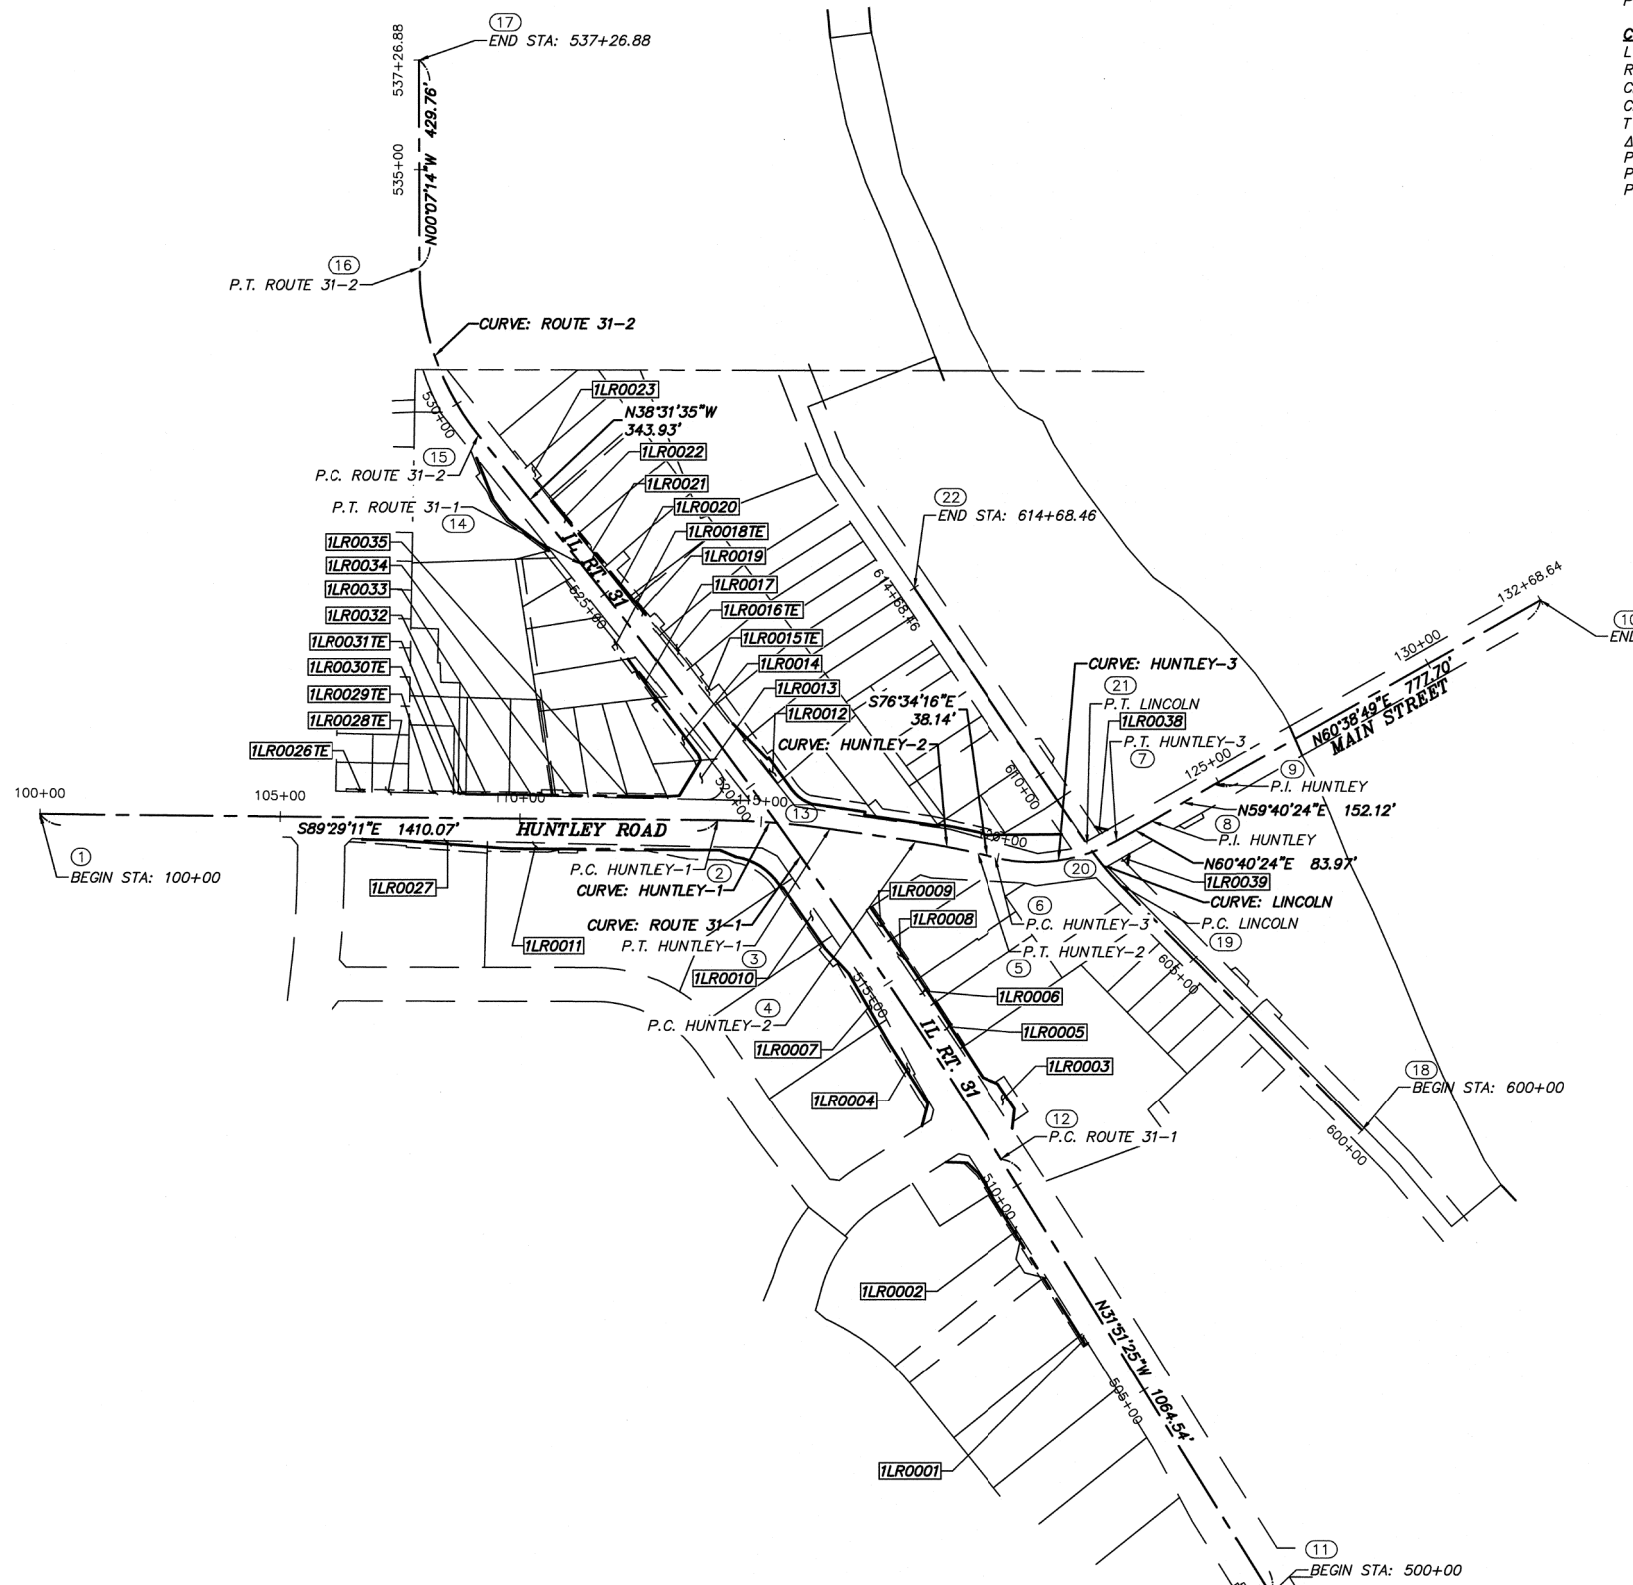 17
END STA: 537+26.88
537+26.88
N00°07'14"W 429.76'
535+00
16
P.T. ROUTE 31-2
CURVE: ROUTE 31-2
530+00
1LR0023
N38°31'35"W
343.93'
15
P.C. ROUTE 31-2
1LR0022
1LR0021
P.T. ROUTE 31-1
14
1LR0020
1LR0018TE
1LR0019
1LR0017
1LR0016TE
1LR0015TE
1LR0014
1LR0013
1LR0012
IL RT. 31
525+00
1LR0035
1LR0034
1LR0033
1LR0032
1LR0031TE
1LR0030TE
1LR0029TE
1LR0028TE
1LR0026TE
22
END STA: 614+68.46
614+68.46
132+68.64
10
END
130+00
N60°38'49"E 777.70'
MAIN STREET
CURVE: HUNTLEY-3
21
P.T. LINCOLN
1LR0038
P.T. HUNTLEY-3
7
S76°34'16"E
38.14'
CURVE: HUNTLEY-2
610+00
125+00
9
P.I. HUNTLEY
N59°40'24"E 152.12'
8
P.I. HUNTLEY
N60°40'24"E 83.97'
1LR0039
CURVE: LINCOLN
P.C. LINCOLN
19
20
100+00
105+00
110+00
115+00
520+00
13
S89°29'11"E 1410.07'
HUNTLEY ROAD
1
BEGIN STA: 100+00
P.C. HUNTLEY-1
2
CURVE: HUNTLEY-1
1LR0027
CURVE: ROUTE 31-1
P.T. HUNTLEY-1
3
1LR0011
1LR0010
4
P.C. HUNTLEY-2
1LR0009
1LR0008
6
P.C. HUNTLEY-3
P.T. HUNTLEY-2
5
605+00
515+00
1LR0006
1LR0005
1LR0007
1LR0003
1LR0004
IL RT. 31
12
P.C. ROUTE 31-1
18
BEGIN STA: 600+00
600+00
510+00
1LR0002
N31°51'25"W 1064.54'
505+00
1LR0001
11
BEGIN STA: 500+00